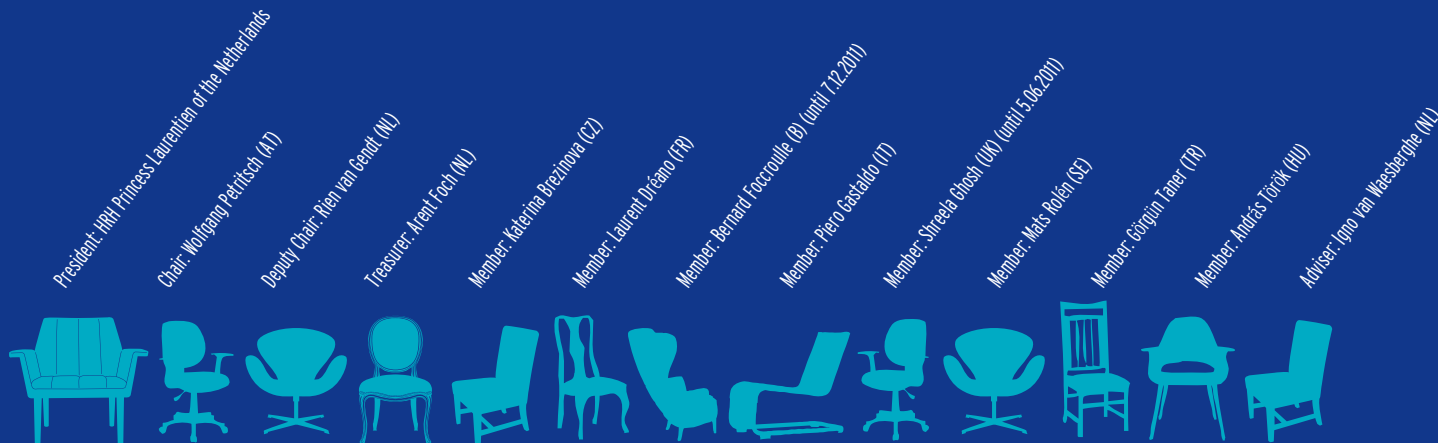 President: HRH Princess Laurentien of the Netherlands
Chair: Wolfgang Petritsch (AT)
Deputy Chair: Rien van Gendt (NL)
Treasurer: Arent Foch (NL)
Member: Katerina Brezinova (CZ)
Member: Laurent Dréano (FR)
Member: Bernard Foccroulle (B) (until 7.12.2011)
Member: Piero Gastaldo (IT)
Member: Shreela Ghosh (UK) (until 5.06.2011)
Member: Mats Rolén (SE)
Member: Görgün Taner (TR)
Member: András Török (HU)
Adviser: Igno van Waesberghe (NL)